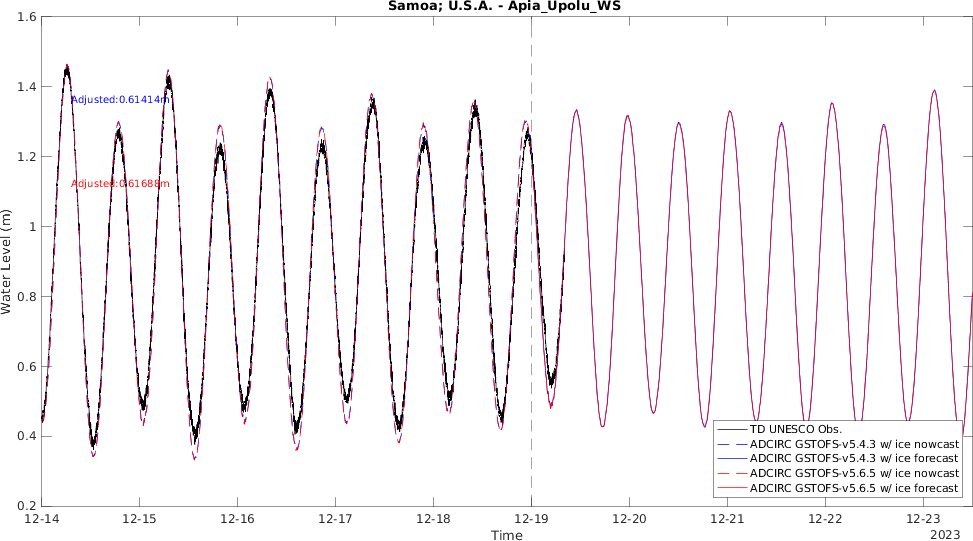 Samoa; U.S.A. - Apia_Upolu_WS
1.6
1.4
1.2
1
0.8
0.6
0.4
0.2
Water Level (m)
Adjusted:0.61414m
Adjusted:0.61688m
TD UNESCO Obs.
ADCIRC GSTOFS-v5.4.3 w/ ice nowcast
ADCIRC GSTOFS-v5.4.3 w/ ice forecast
ADCIRC GSTOFS-v5.6.5 w/ ice nowcast
ADCIRC GSTOFS-v5.6.5 w/ ice forecast
12-14 12-15 12-16 12-17 12-18 12-19 12-20 12-21 12-22 12-23
Time
2023